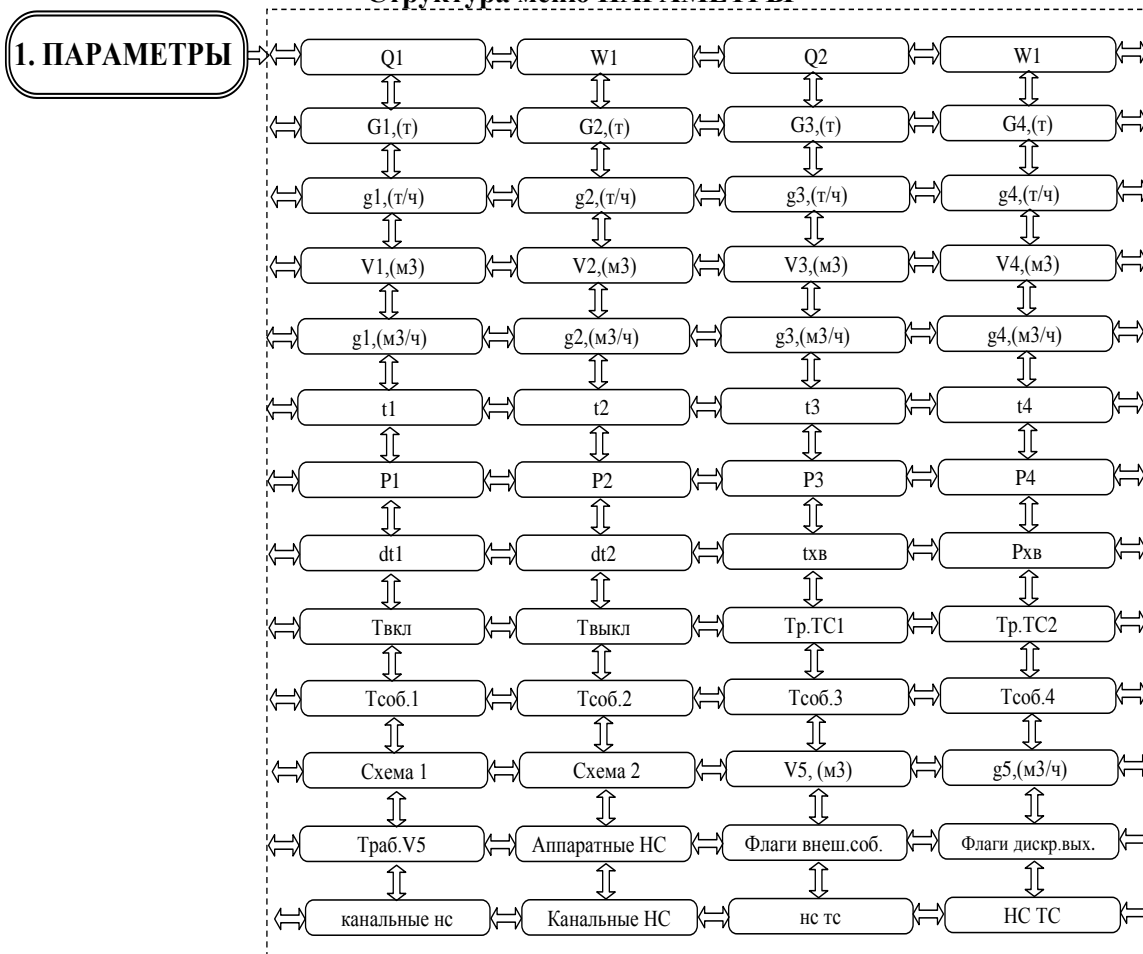 Структура меню ПАРАМЕТРЫ
1. ПАРАМЕТРЫ
Q1 W1 Q2 W1
G1,(т) G2,(т) G3,(т) G4,(т)
g1,(т/ч) g2,(т/ч) g3,(т/ч) g4,(т/ч)
V1,(м3) V2,(м3) V3,(м3) V4,(м3)
g1,(м3/ч) g2,(м3/ч) g3,(м3/ч) g4,(м3/ч)
t1 t2 t3 t4
P1 P2 P3 P4
dt1 dt2 tхв Pхв
Твкл Твыкл Тр.ТС1 Тр.ТС2
Тсоб.1 Тсоб.2 Тсоб.3 Тсоб.4
Схема 1 Схема 2 V5, (м3) g5,(м3/ч)
Траб.V5 Аппаратные НС Флаги внеш.соб. Флаги дискр.вых.
канальные нс Канальные НС нс тс НС ТС